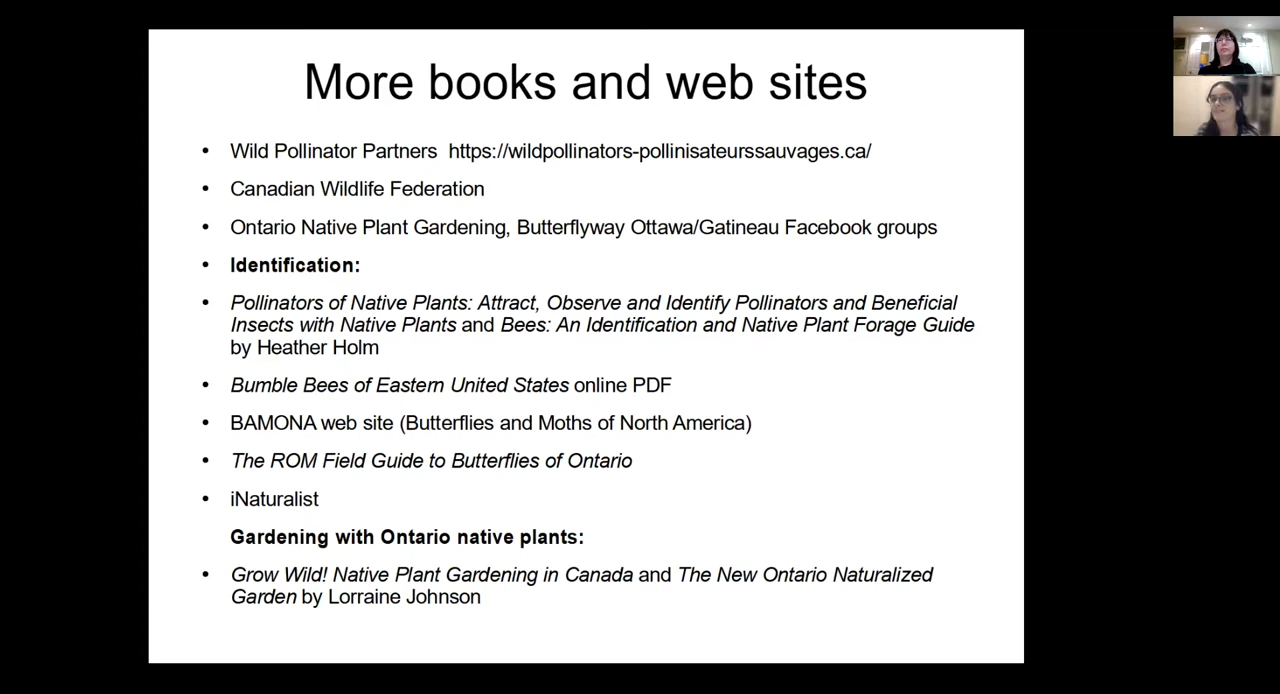 More books and web sites
• Wild Pollinator Partners https://wildpollinators-pollinisateurssauvages.ca/
• Canadian Wildlife Federation
• Ontario Native Plant Gardening, Butterflyway Ottawa/Gatineau Facebook groups
• Identification:
• Pollinators of Native Plants: Attract, Observe and Identify Pollinators and Beneficial
Insects with Native Plants and Bees: An Identification and Native Plant Forage Guide
by Heather Holm
• Bumble Bees of Eastern United States online PDF
• BAMONA web site (Butterflies and Moths of North America)
• The ROM Field Guide to Butterflies of Ontario
• iNaturalist
Gardening with Ontario native plants:
• Grow Wild! Native Plant Gardening in Canada and The New Ontario Naturalized
Garden by Lorraine Johnson